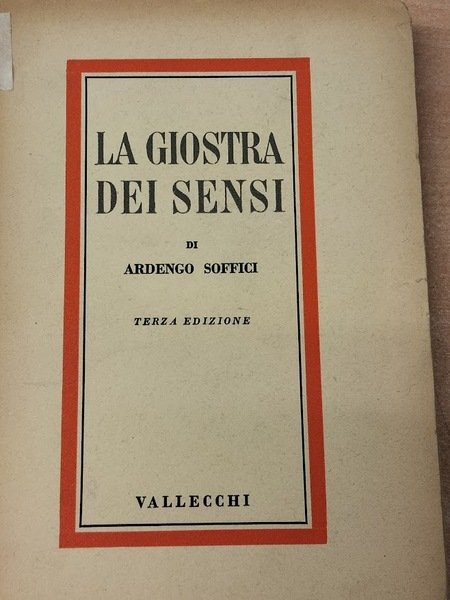 LA GIOSTRA
DEI SENSI
DI
ARDENGO SOFFICI
TERZA EDIZIONE
VALLECCHI